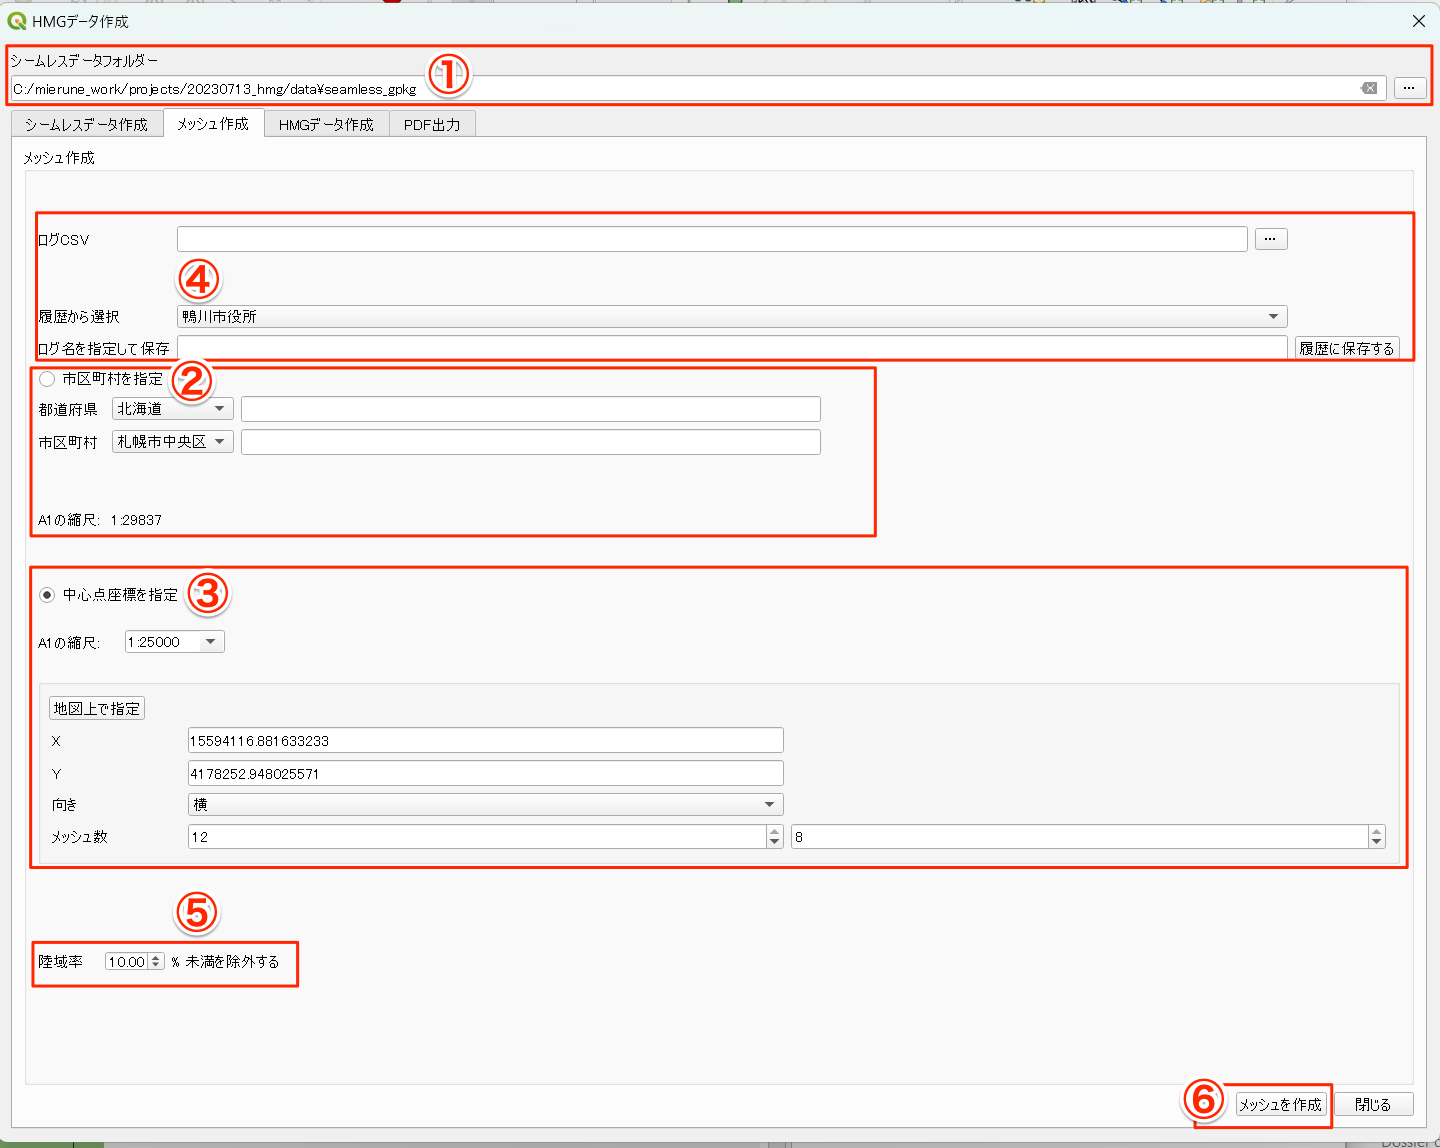 HMGデータ作成
シームレスデータフォルダー
①
C:/mierune_work/projects/20230713_hmg/data¥seamless_gpkg
...
シームレスデータ作成 メッシュ作成 HMGデータ作成 PDF出力
メッシュ作成
ログCSV ...
④
履歴から選択 鴨川市役所
ログ名を指定して保存 履歴に保存する
市区町村を指定 ②
都道府県 北海道
市区町村 札幌市中央区
A1の縮尺: 1:29837
中心点座標を指定 ③
A1の縮尺: 1:25000
地図上で指定
X 15594116.881633233
Y 4178252.948025571
向き 横
メッシュ数 12 8
⑤
陸域率 10.00 % 未満を除外する
⑥ メッシュを作成 閉じる